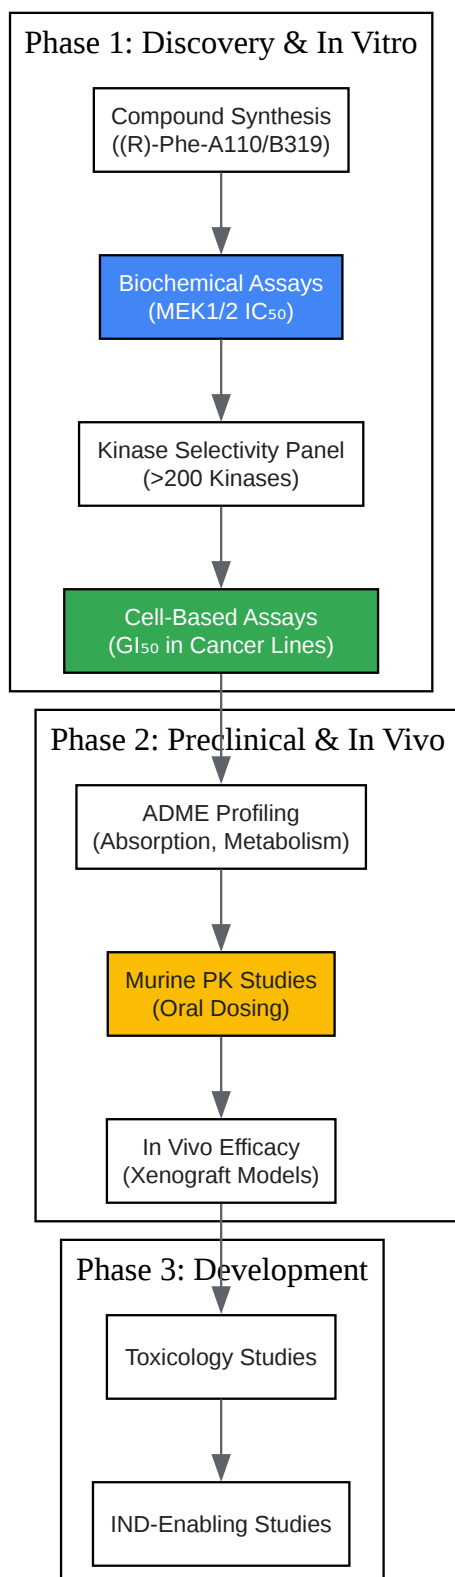 Phase 1: Discovery & In Vitro
Compound Synthesis
((R)-Phe-A110/B319)
Biochemical Assays
(MEK1/2 IC₅₀)
Kinase Selectivity Panel
(>200 Kinases)
Cell-Based Assays
(GI₅₀ in Cancer Lines)
Phase 2: Preclinical & In Vivo
ADME Profiling
(Absorption, Metabolism)
Murine PK Studies
(Oral Dosing)
In Vivo Efficacy
(Xenograft Models)
Phase 3: Development
Toxicology Studies
IND-Enabling Studies